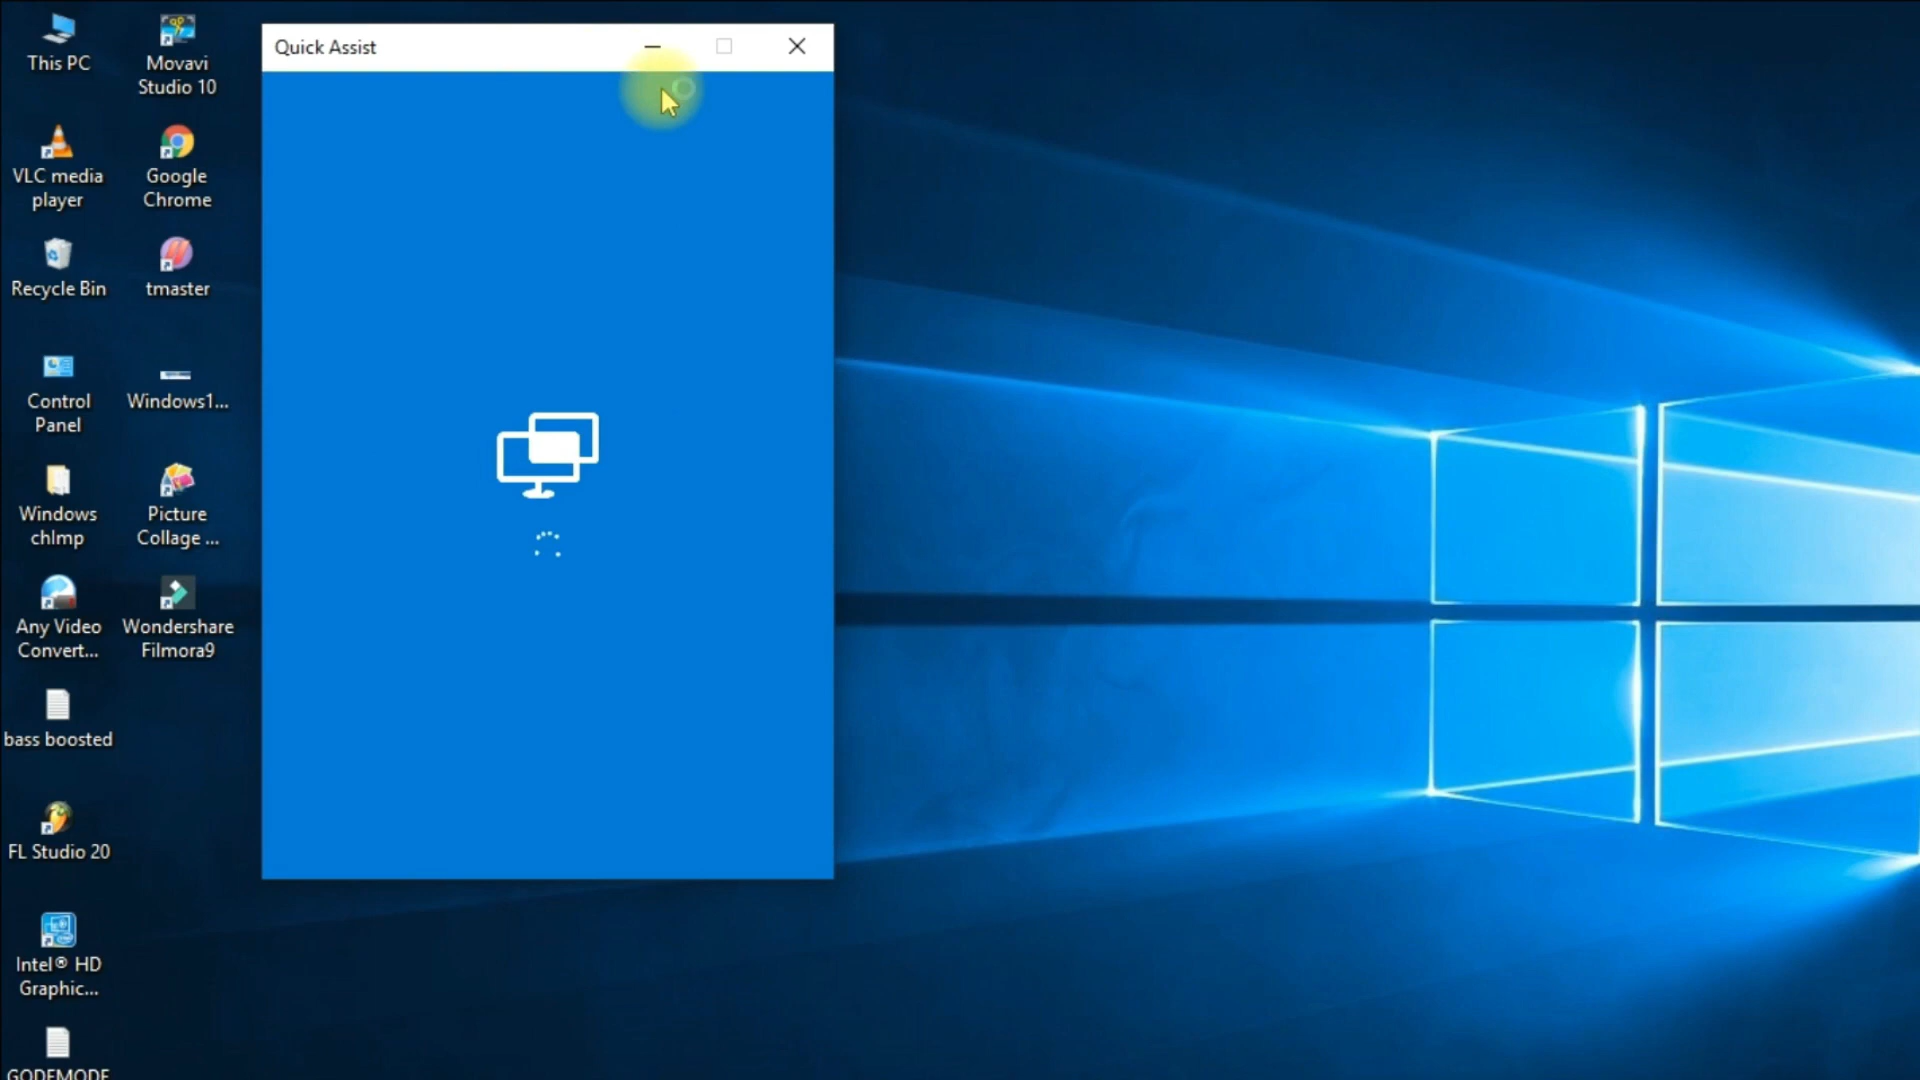 Quick Assist
This PC
Movavi
Studio 10
VLC media
player
Google
Chrome
Recycle Bin
tmaster
Control
Panel
Windows1...
Windows
chlmp
Picture
Collage ...
Any Video
Convert...
Wondershare
Filmora9
bass boosted
FL Studio 20
Intel® HD
Graphic...
GODEMODE